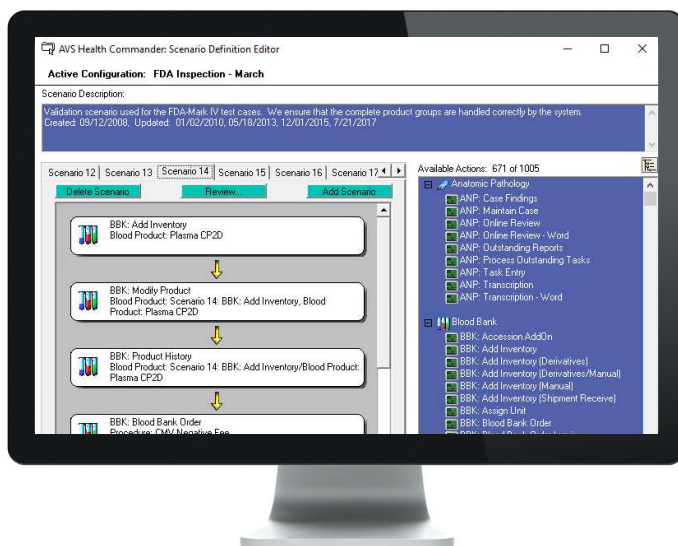 AVS Health Commander: Scenario Definition Editor
Active Configuration: FDA Inspection - March
Scenario Description:
Validation scenario used for the FDA-Mark IV test cases. We ensure that the complete product groups are handled correctly by the system.
Created: 09/12/2008, Updated: 01/02/2010, 05/18/2013, 12/01/2015, 7/21/2017
Scenario 12 Scenario 13 Scenario 14 Scenario 15 Scenario 16 Scenario 17
Delete Scenario Review... Add Scenario
BBK: Add Inventory
Blood Product: Plasma CP2D
BBK: Modify Product
Blood Product: Scenario 14: BBK: Add Inventory, Blood
Product: Plasma CP2D
BBK: Product History
Blood Product: Scenario 14: BBK: Add Inventory/Blood Product:
Plasma CP2D
BBK: Blood Bank Order
Procedure: CMV Negative Fee
Available Actions: 671 of 1005
Anatomic Pathology
ANP: Case Findings
ANP: Maintain Case
ANP: Online Review
ANP: Online Review - Word
ANP: Outstanding Reports
ANP: Process Outstanding Tasks
ANP: Task Entry
ANP: Transcription
ANP: Transcription - Word
Blood Bank
BBK: Accession AddOn
BBK: Add Inventory
BBK: Add Inventory (Derivatives)
BBK: Add Inventory (Derivatives/Manual)
BBK: Add Inventory (Manual)
BBK: Add Inventory (Shipment Receive)
BBK: Assign Unit
BBK: Blood Bank Order